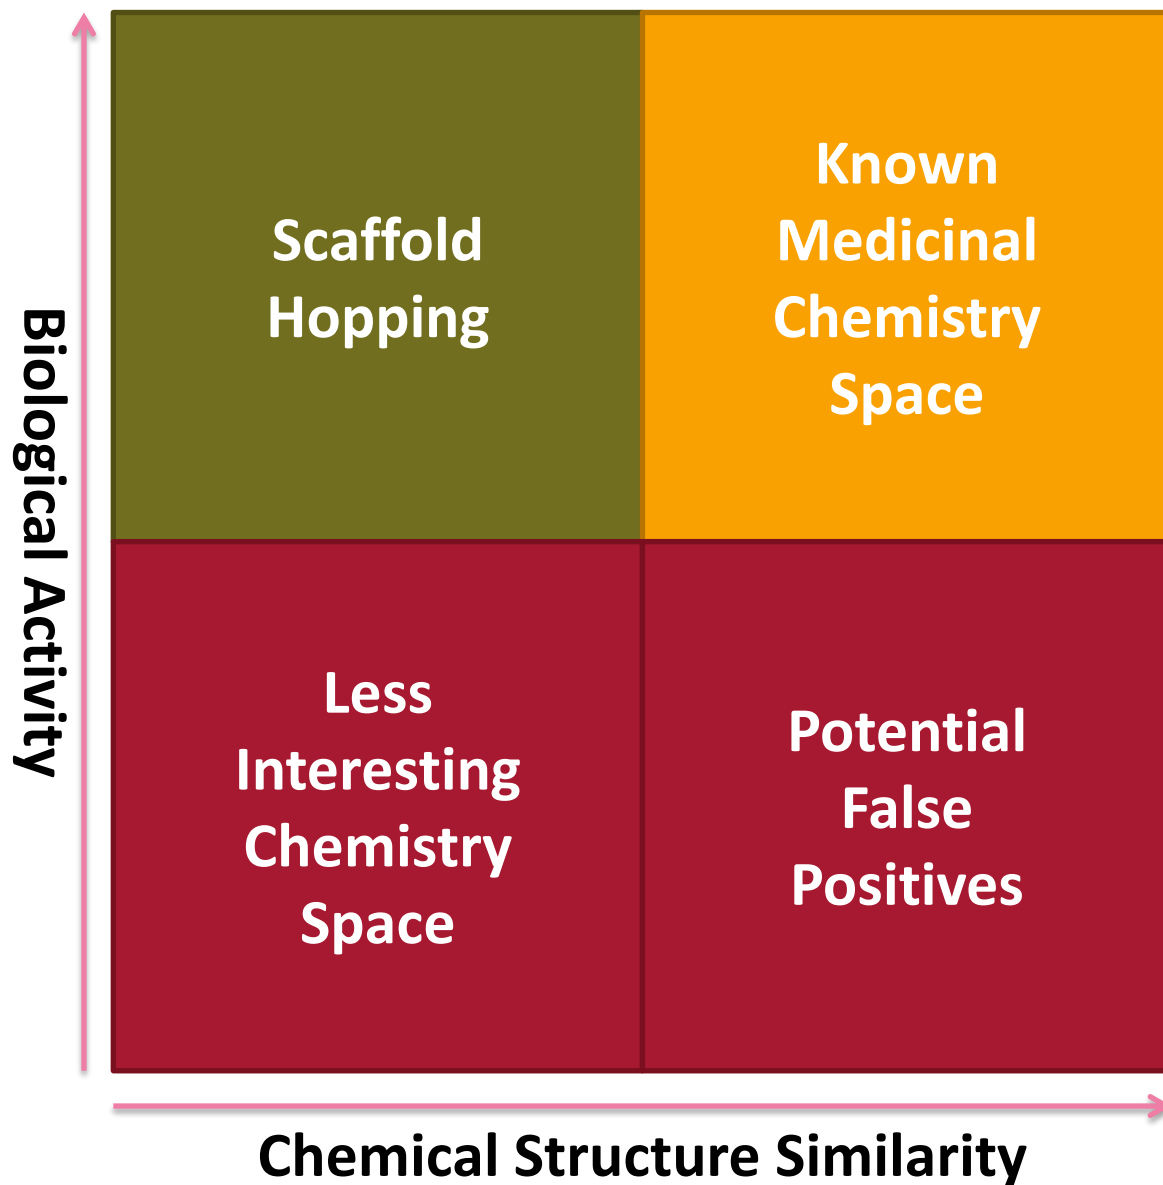 Scaffold
Hopping
Known
Medicinal
Chemistry
Space
Biological Activity
Less
Interesting
Chemistry
Space
Potential
False
Positives
Chemical Structure Similarity